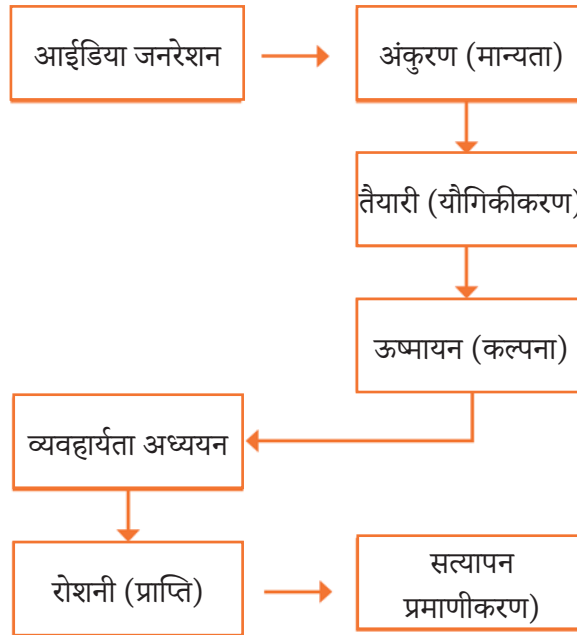 आईडिया जनरेशन
अंकुरण (मान्यता)
तैयारी (यौगिकीकरण)
ऊष्मायन (कल्पना)
व्यवहार्यता अध्ययन
रोशनी (प्राप्ति)
सत्यापन
प्रमाणीकरण)